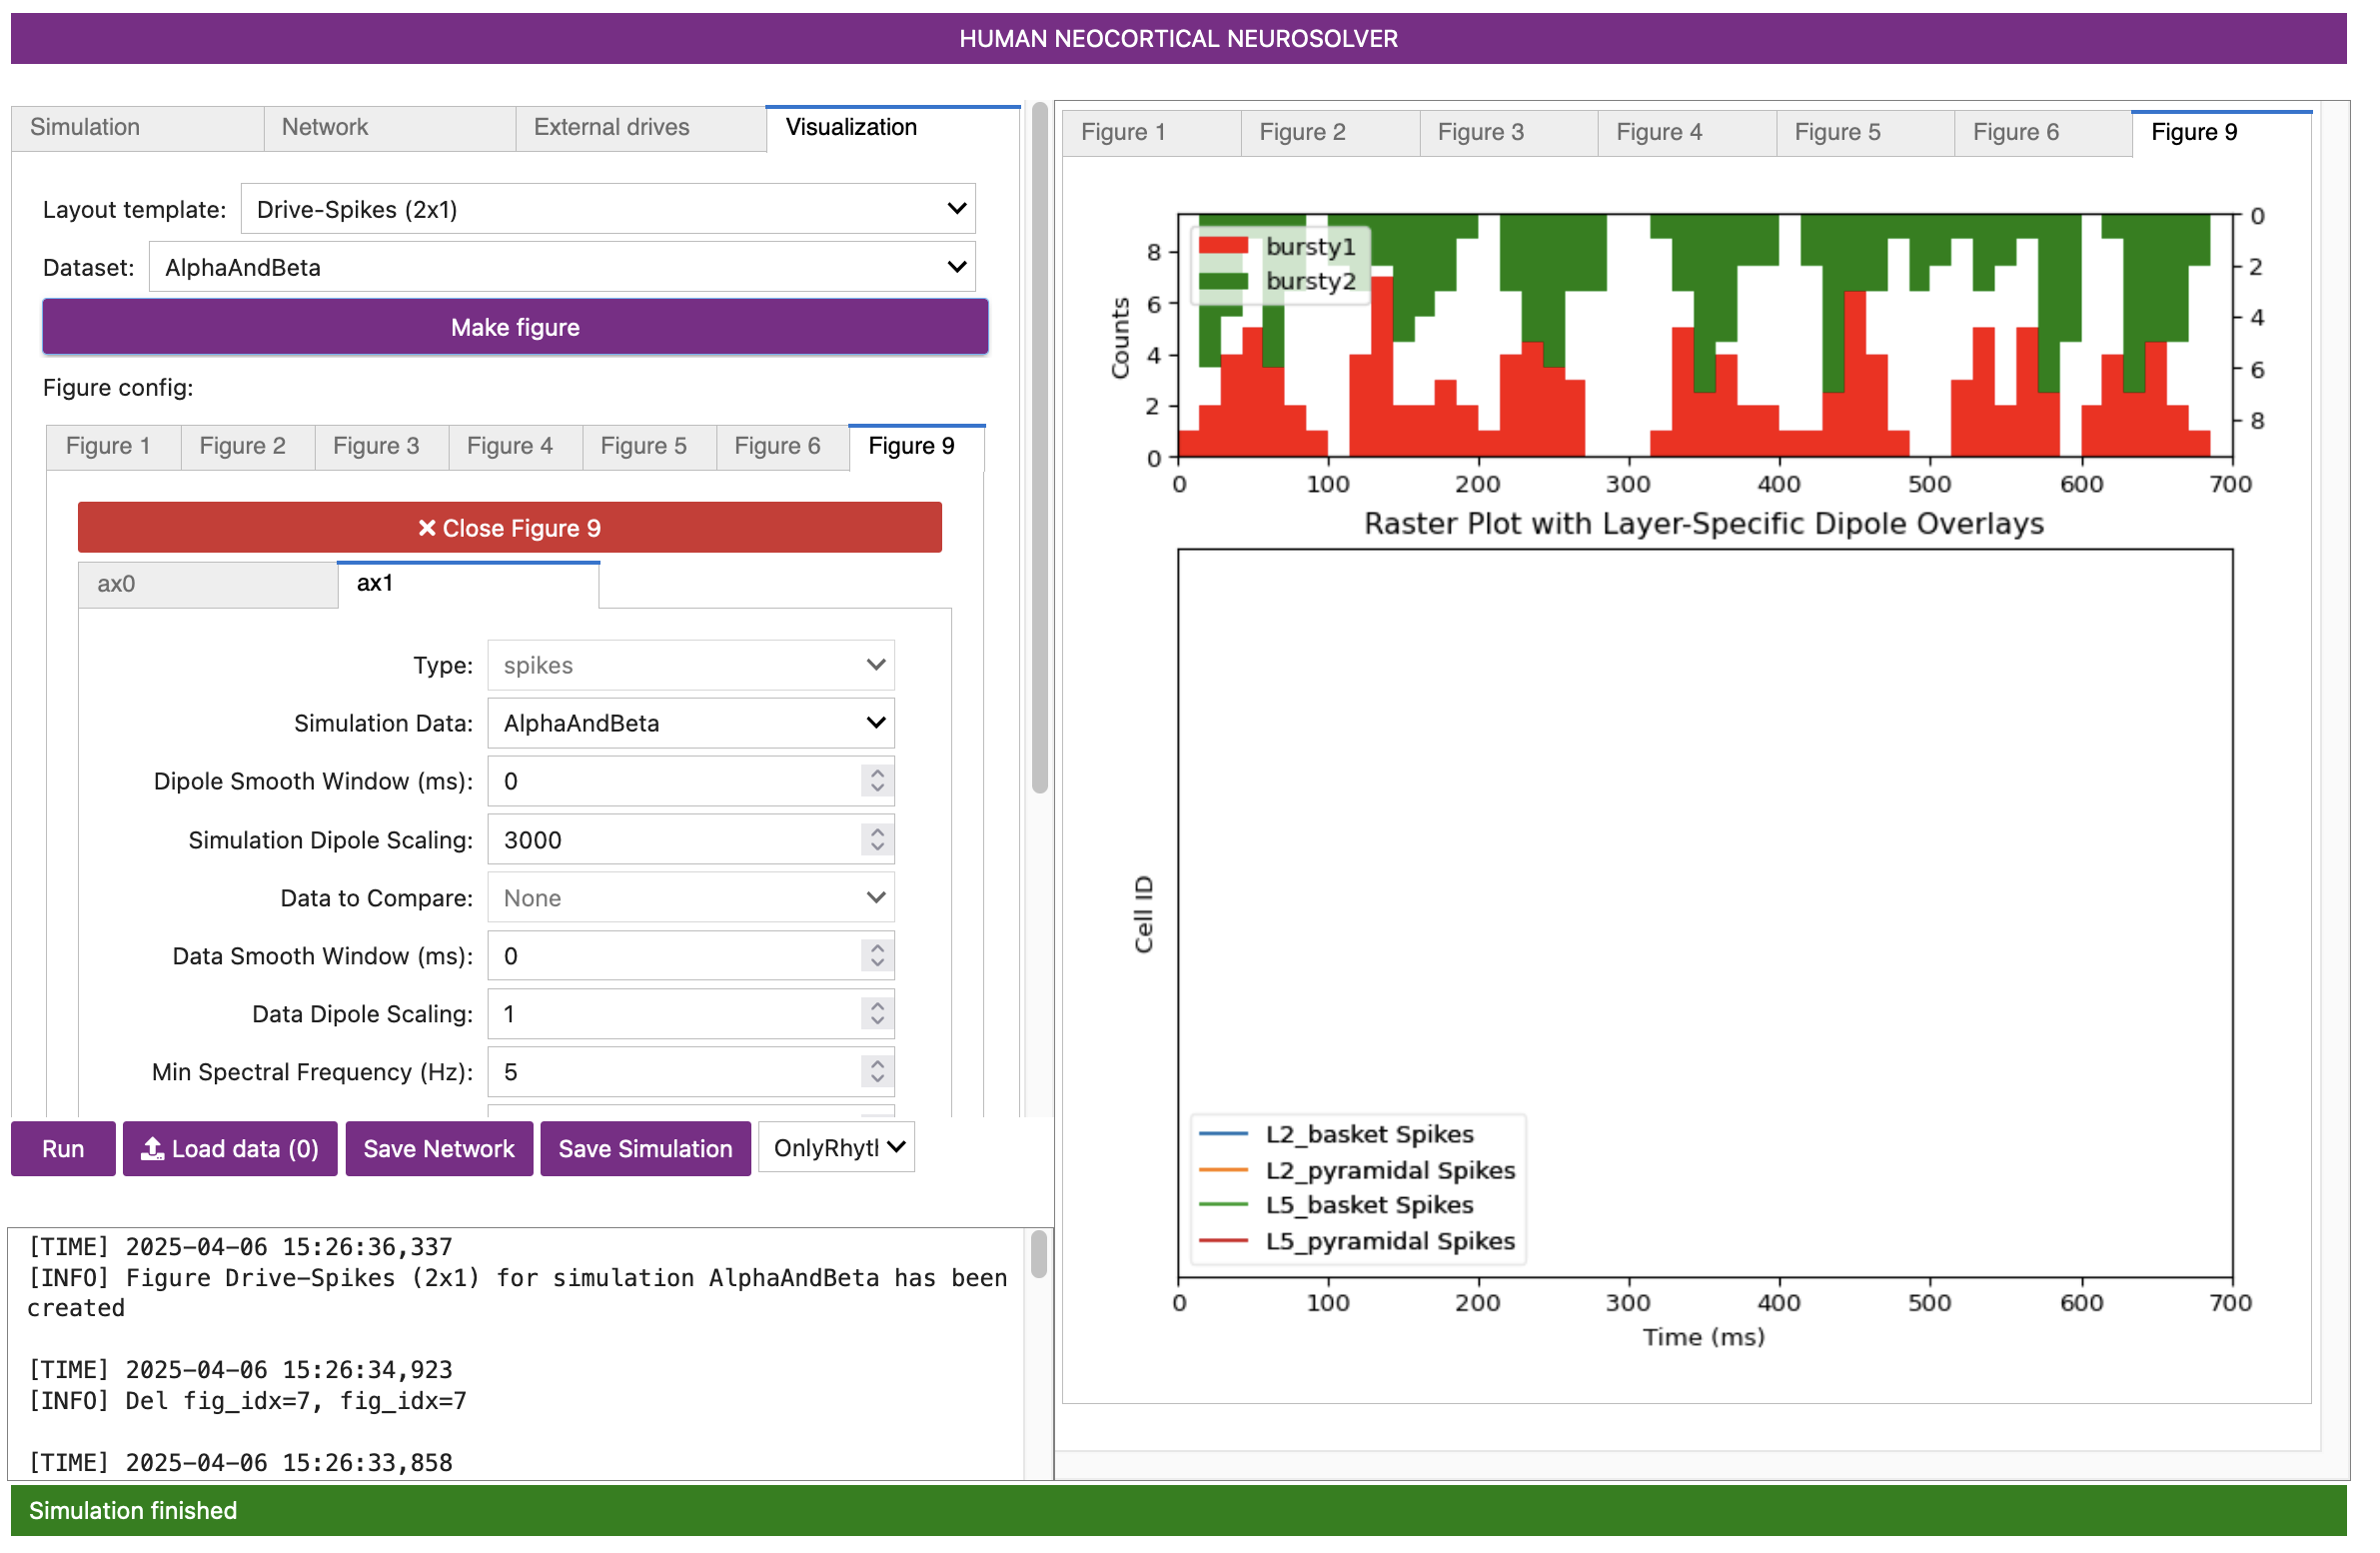 HUMAN NEOCORTICAL NEUROSOLVER
Simulation
Network
External drives
Visualization
Layout template:
Drive-Spikes (2x1)
Dataset:
AlphaAndBeta
Make figure
Figure config:
Figure 1
Figure 2
Figure 3
Figure 4
Figure 5
Figure 6
Figure 9
Close Figure 9
ax0
ax1
Type:
spikes
Simulation Data:
AlphaAndBeta
Dipole Smooth Window (ms):
0
Simulation Dipole Scaling:
3000
Data to Compare:
None
Data Smooth Window (ms):
0
Data Dipole Scaling:
1
Min Spectral Frequency (Hz):
5
Run
Load data (0)
Save Network
Save Simulation
[TIME] 2025-04-06 15:26:36,337
[INFO] Figure Drive-Spikes (2x1) for simulation AlphaAndBeta has been
created
[TIME] 2025-04-06 15:26:34,923
[INFO] Del fig_idx=7, fig_idx=7
[TIME] 2025-04-06 15:26:33,858
Figure 1
Figure 2
Figure 3
Figure 4
Figure 5
Figure 6
Figure 9
bursty1
bursty2
Counts
8
6
4
2
0
0
2
4
6
8
0 100 200 300 400 500 600 700
Raster Plot with Layer-Specific Dipole Overlays
Cell ID
L2_basket Spikes
L2_pyramidal Spikes
L5_basket Spikes
L5_pyramidal Spikes
0 100 200 300 400 500 600 700
Time (ms)
Simulation finished